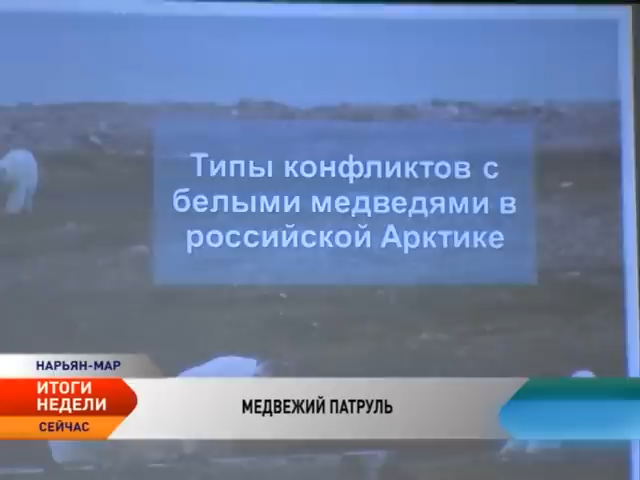 Типы конфликтов с
белыми медведями в
российской Арктике
НАРЬЯН-МАР
ИТОГИ
НЕДЕЛИ
СЕЙЧАС
МЕДВЕЖИЙ ПАТРУЛЬ